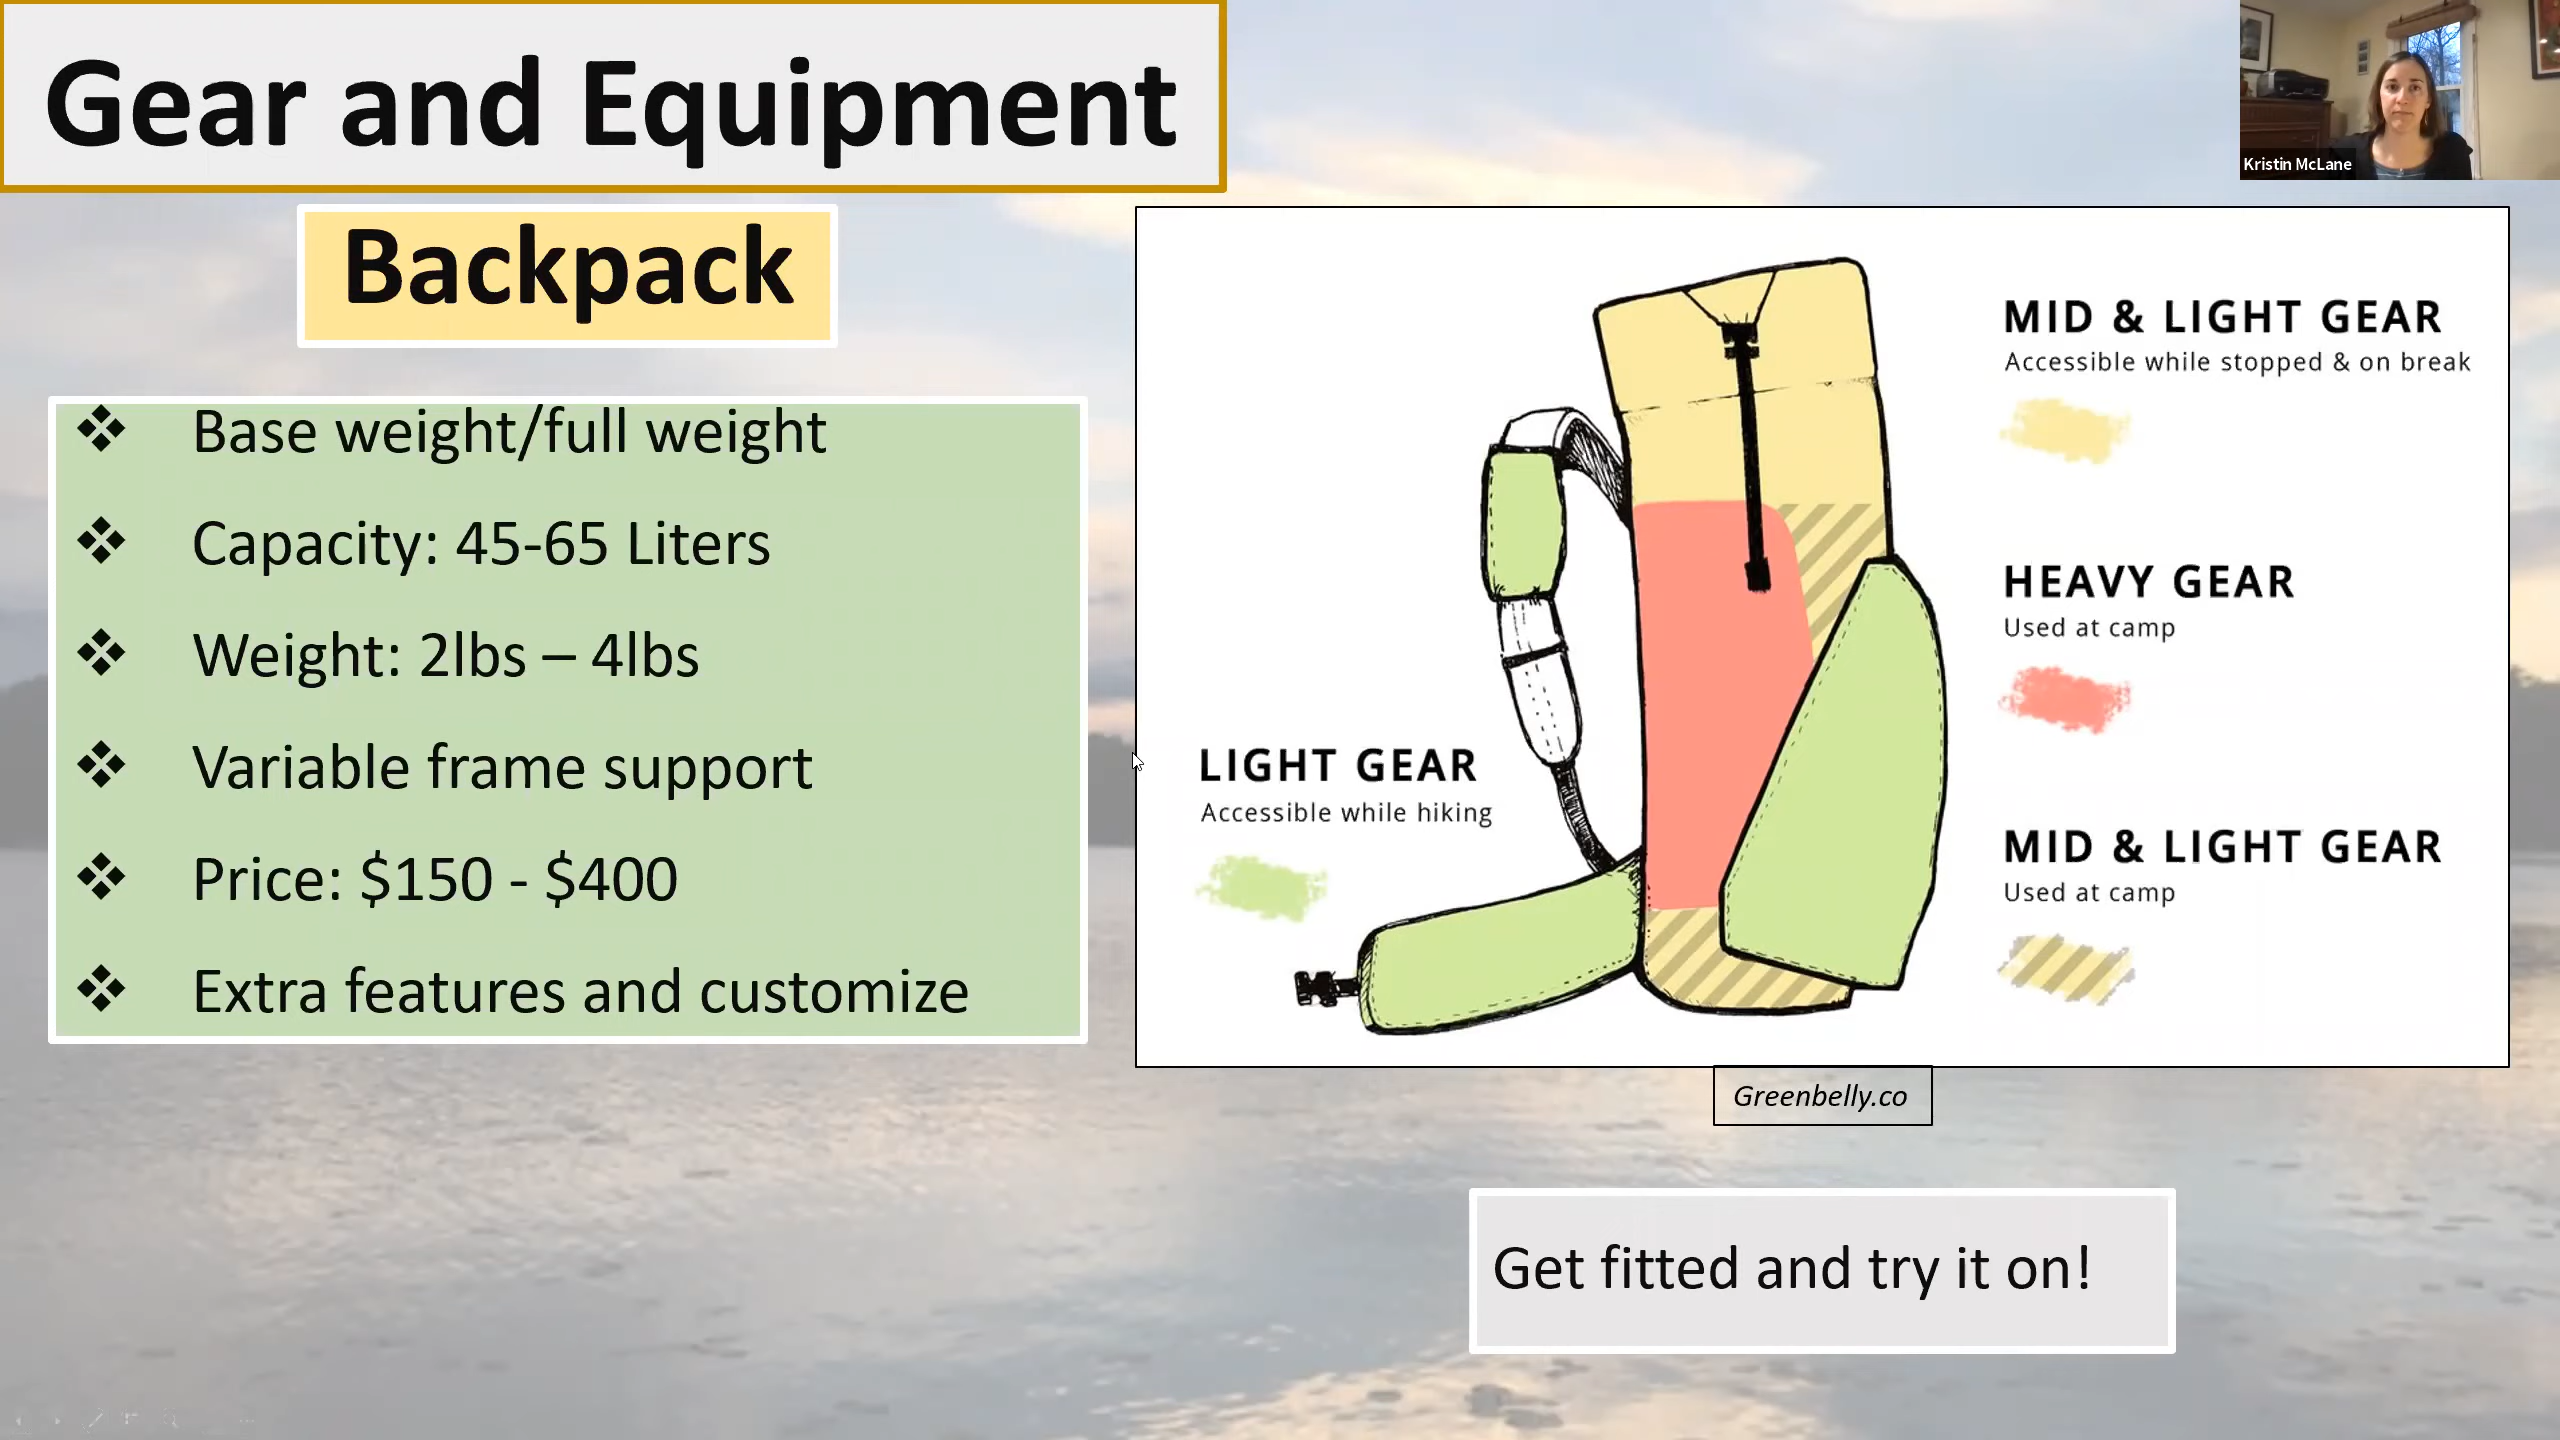 Gear and Equipment
Kristin McLane
Backpack
❖ Base weight/full weight
❖ Capacity: 45-65 Liters
❖ Weight: 2lbs – 4lbs
❖ Variable frame support
❖ Price: $150 - $400
❖ Extra features and customize
MID & LIGHT GEAR
Accessible while stopped & on break
HEAVY GEAR
Used at camp
LIGHT GEAR
Accessible while hiking
MID & LIGHT GEAR
Used at camp
Greenbelly.co
Get fitted and try it on!